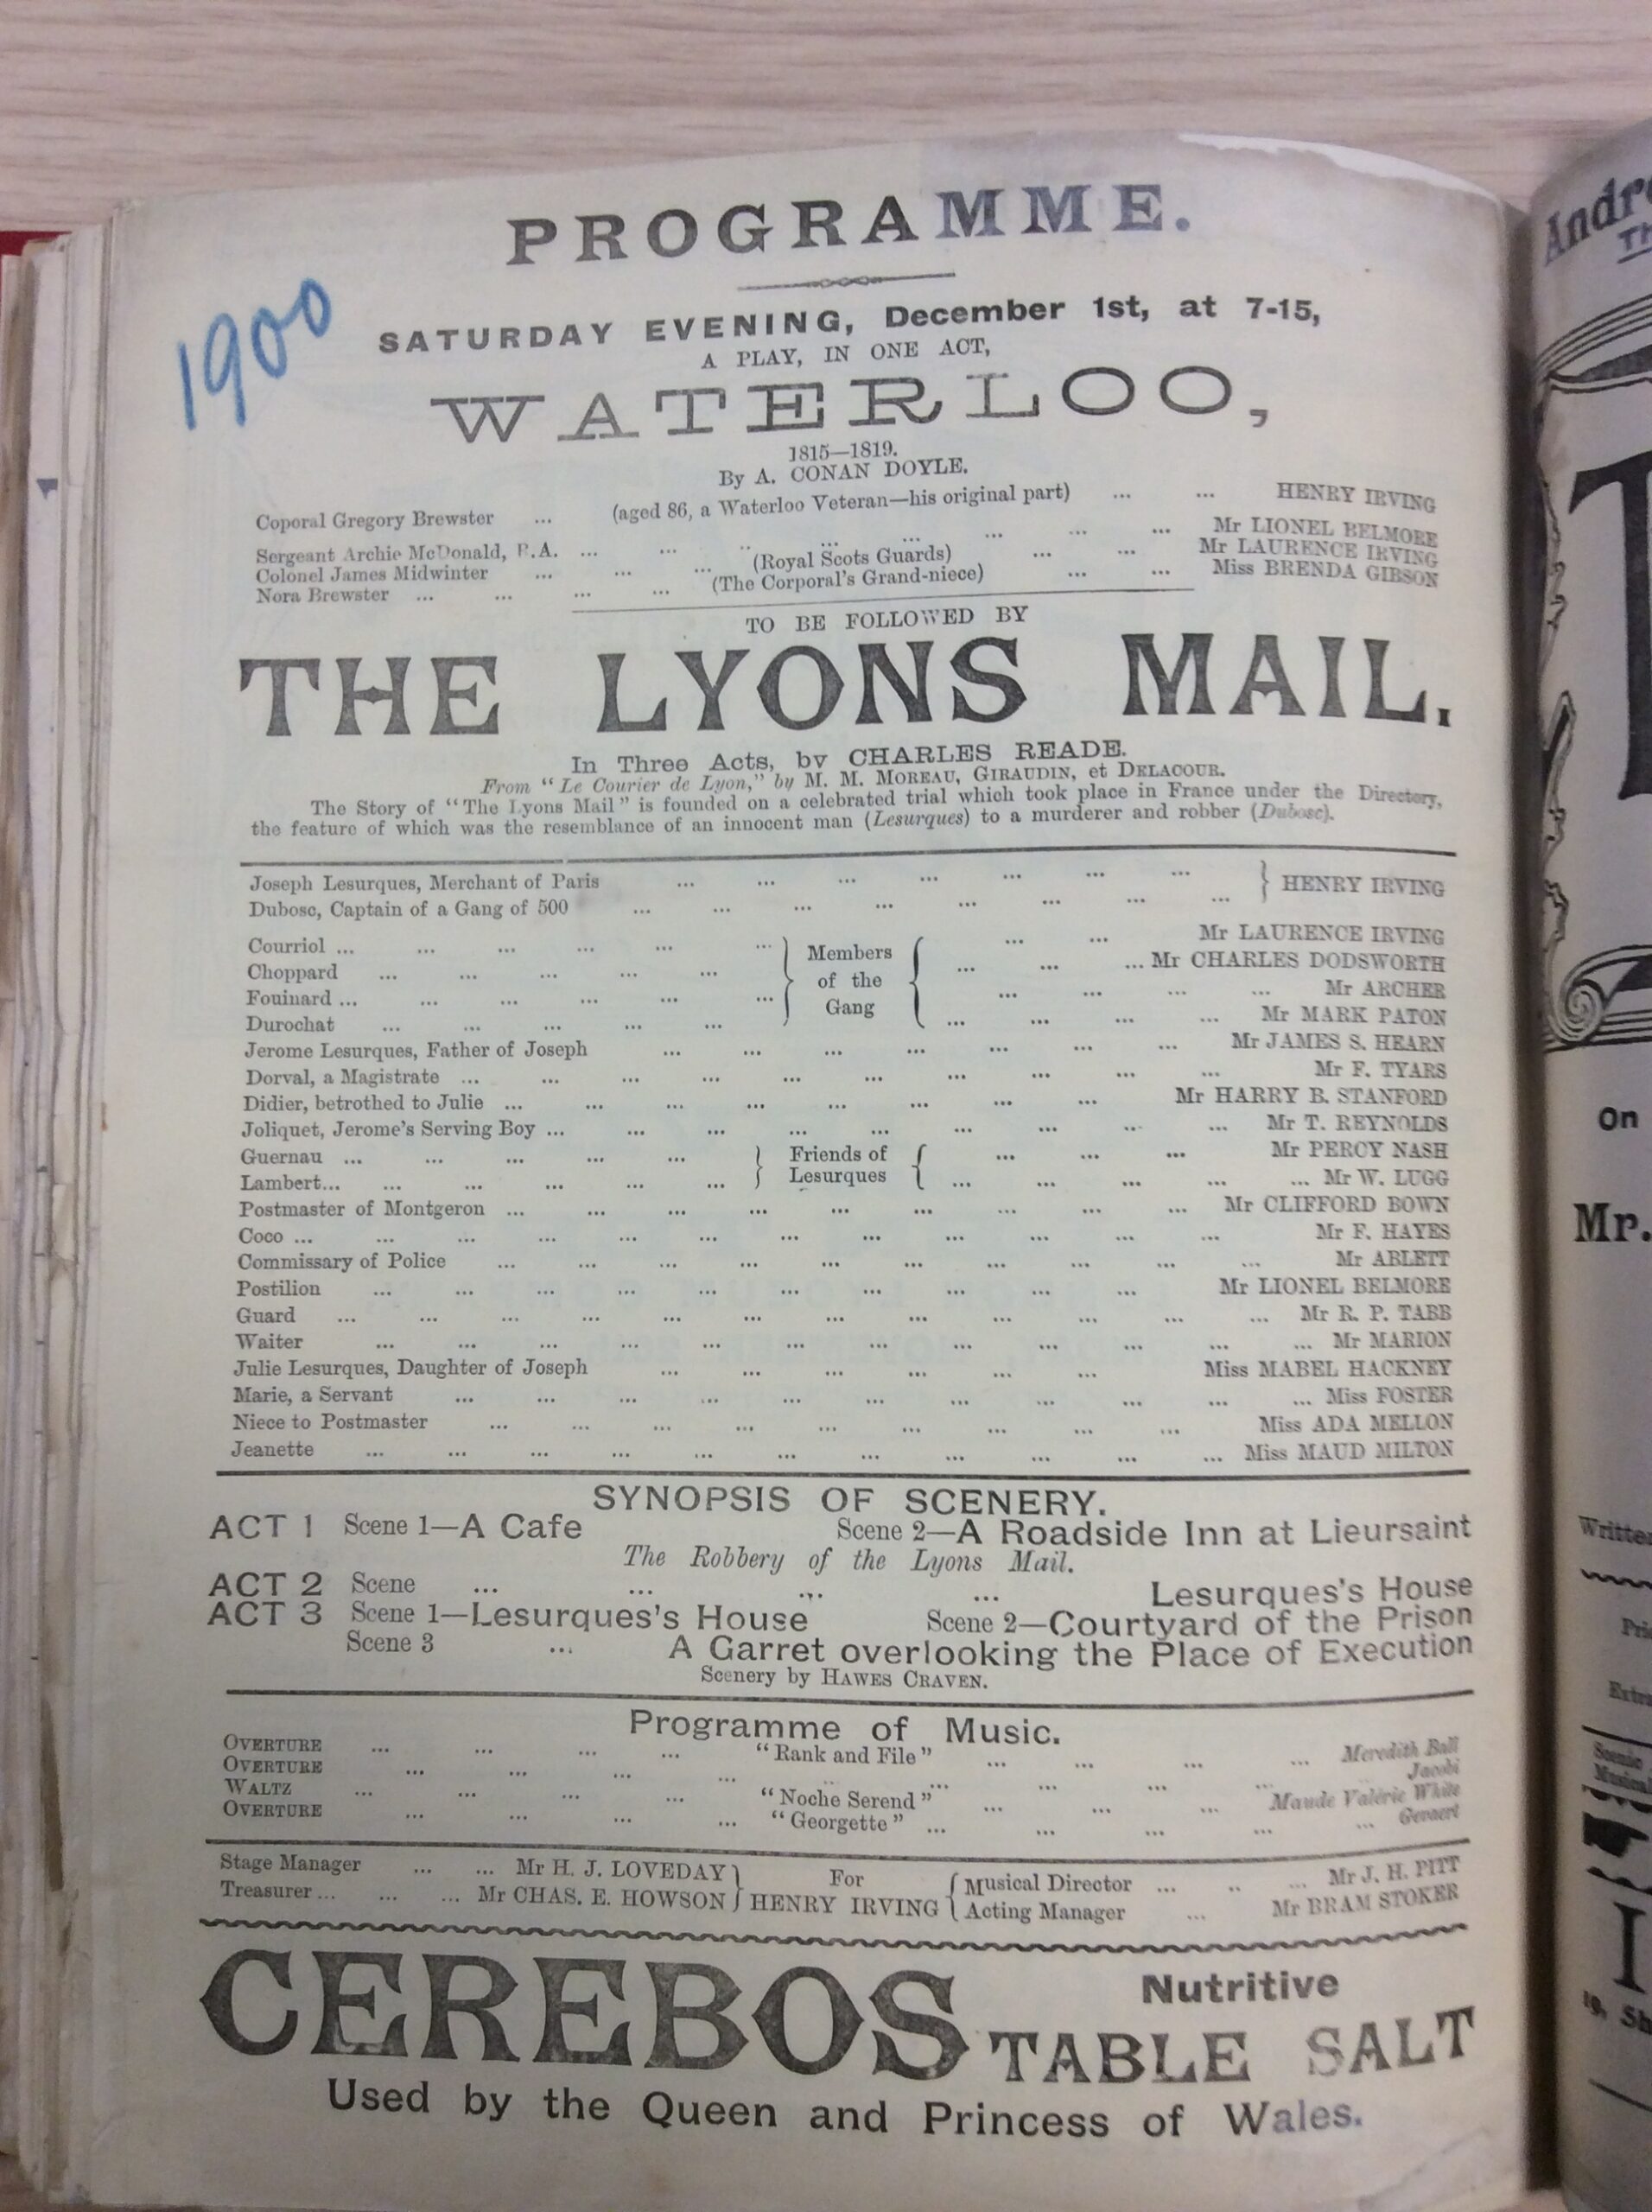 PROGRAMME.
1900
SATURDAY EVENING, December 1st, at 7-15,
A PLAY, IN ONE ACT,
WATERLOO,
1815—1819.
By A. CONAN DOYLE.
Coporal Gregory Brewster ... (aged 86, a Waterloo Veteran—his original part) ... ... HENRY IRVING
Sergeant Archie McDonald, R.A. ... ... ... ... ... ... Mr LIONEL BELMORE
Colonel James Midwinter ... ... ... (Royal Scots Guards) ... ... Mr LAURENCE IRVING
Nora Brewster ... ... ... ... (The Corporal's Grand-niece) ... ... Miss BRENDA GIBSON
TO BE FOLLOWED BY
THE LYONS MAIL.
In Three Acts, by CHARLES READE.
From "Le Courier de Lyon," by M. M. MOREAU, GIRAUDIN, et DELACOUR.
The Story of "The Lyons Mail" is founded on a celebrated trial which took place in France under the Directory,
the feature of which was the resemblance of an innocent man (Lesurques) to a murderer and robber (Dubosc).
Joseph Lesurques, Merchant of Paris ... ... ... ... ... ... ... } HENRY IRVING
Dubosc, Captain of a Gang of 500 ... ... ... ... ... ... ... ...
Courriol ... ... ... ... ... ... } Members { ... ... Mr LAURENCE IRVING
Choppard ... ... ... ... ... of the ... ... ... Mr CHARLES DODSWORTH
Fouinard ... ... ... ... ... ... Gang ... ... ... ... Mr ARCHER
Durochat ... ... ... ... ... ... ... ... ... Mr MARK PATON
Jerome Lesurques, Father of Joseph ... ... ... ... ... ... ... Mr JAMES S. HEARN
Dorval, a Magistrate ... ... ... ... ... ... ... ... ... ... Mr F. TYARS
Didier, betrothed to Julie ... ... ... ... ... ... ... ... Mr HARRY B. STANFORD
Joliquet, Jerome's Serving Boy ... ... ... ... ... ... ... ... ... Mr T. REYNOLDS
Guernau ... ... ... ... ... } Friends of { ... ... ... Mr PERCY NASH
Lambert... ... ... ... ... ... } Lesurques { ... ... ... ... ... Mr W. LUGG
Postmaster of Montgeron ... ... ... ... ... ... ... ... ... Mr CLIFFORD BOWN
Coco ... ... ... ... ... ... ... ... ... ... ... ... Mr F. HAYES
Commissary of Police ... ... ... ... ... ... ... ... ... ... Mr ABLETT
Postilion ... ... ... ... ... ... ... ... ... ... Mr LIONEL BELMORE
Guard ... ... ... ... ... ... ... ... ... ... ... ... Mr R. P. TABB
Waiter ... ... ... ... ... ... ... ... ... ... ... ... Mr MARION
Julie Lesurques, Daughter of Joseph ... ... ... ... ... ... Miss MABEL HACKNEY
Marie, a Servant ... ... ... ... ... ... ... ... ... ... ... Miss FOSTER
Niece to Postmaster ... ... ... ... ... ... ... ... ... Miss ADA MELLON
Jeanette ... ... ... ... ... ... ... ... ... ... ... Miss MAUD MILTON
SYNOPSIS OF SCENERY.
ACT 1 Scene 1—A Cafe Scene 2—A Roadside Inn at Lieursaint
The Robbery of the Lyons Mail.
ACT 2 Scene ... ... ... ... Lesurques's House
ACT 3 Scene 1—Lesurques's House Scene 2—Courtyard of the Prison
Scene 3 ... A Garret overlooking the Place of Execution
Scenery by HAWES CRAVEN.
Programme of Music.
OVERTURE ... ... ... ... "Rank and File" ... ... ... ... Meredith Ball
OVERTURE ... ... ... ... ... ... ... ... ... Jacobi
WALTZ ... ... ... ... "Noche Serend" ... ... ... Maude Valérie White
OVERTURE ... ... ... ... "Georgette" ... ... ... ... ... Gevaert
Stage Manager ... ... Mr H. J. LOVEDAY } For { Musical Director ... .. ... Mr J. H. PITT
Treasurer ... ... ... Mr CHAS. E. HOWSON } HENRY IRVING { Acting Manager ... Mr BRAM STOKER
CEREBOS Nutritive
TABLE SALT
Used by the Queen and Princess of Wales.
On
Mr.
19, Sh